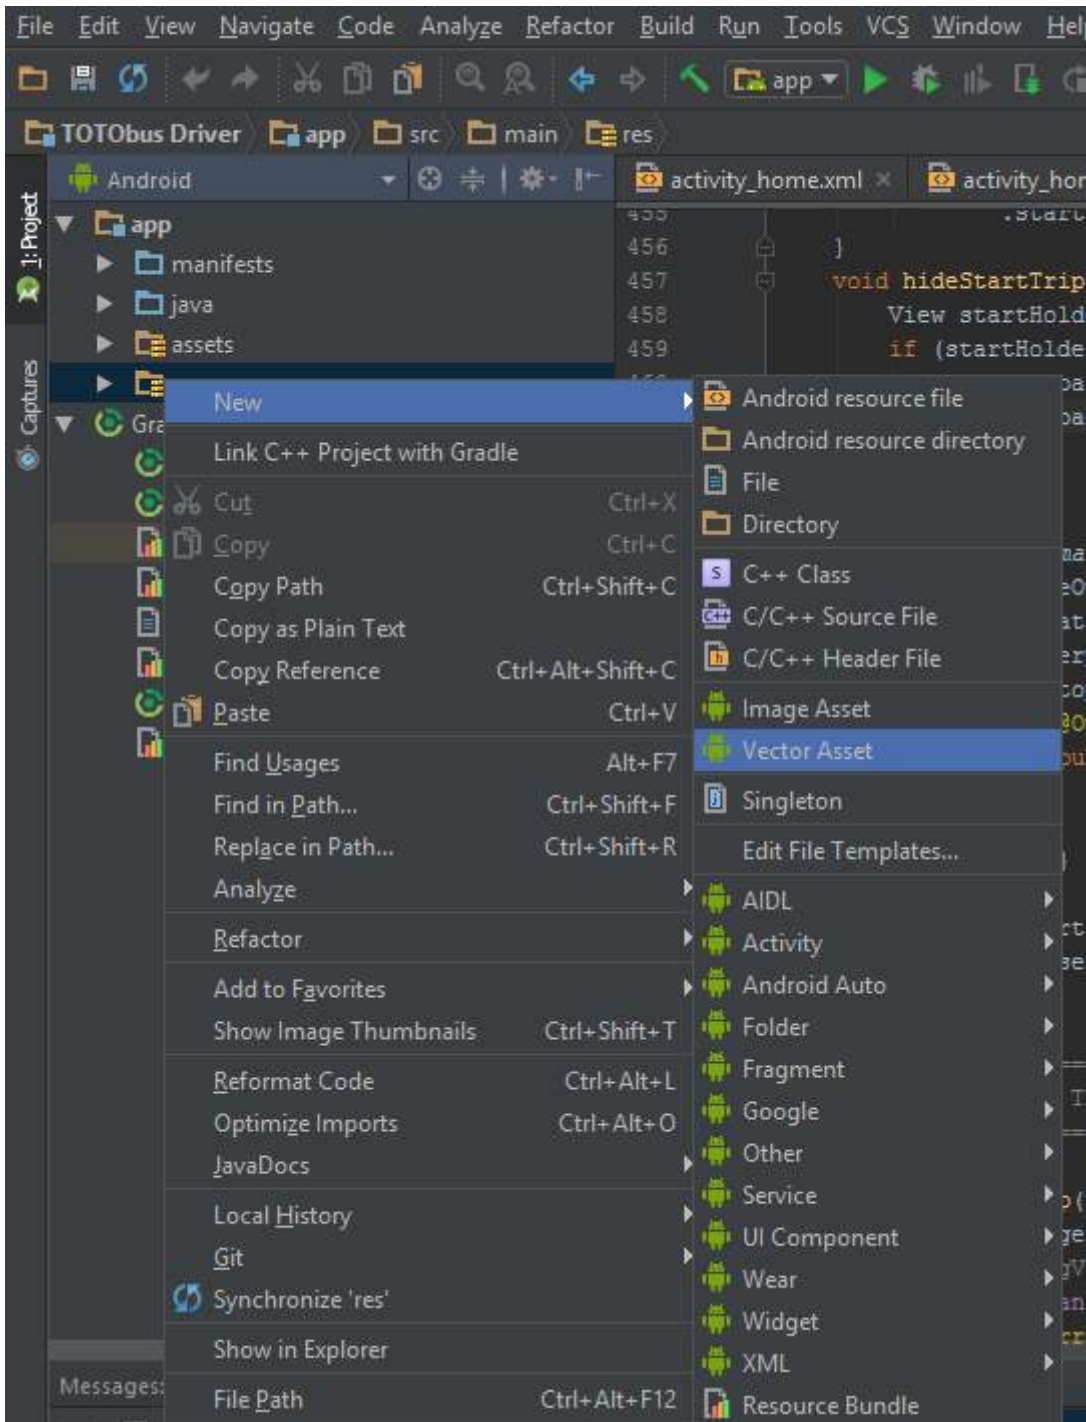 File Edit View Navigate Code Analyze Refactor Build Run Tools VCS Window Help
app
TOTObus Driver app src main res
Android
activity_home.xml
1: Project
Captures
app
manifests
java
assets
455
456 }
457 void hideStartTrip
458 View startHolde
459 if (startHolde
New
Link C++ Project with Gradle
Cut Ctrl+X
Copy Ctrl+C
Copy Path Ctrl+Shift+C
Copy as Plain Text
Copy Reference Ctrl+Alt+Shift+C
Paste Ctrl+V
Find Usages Alt+F7
Find in Path... Ctrl+Shift+F
Replace in Path... Ctrl+Shift+R
Analyze
Refactor
Add to Favorites
Show Image Thumbnails Ctrl+Shift+T
Reformat Code Ctrl+Alt+L
Optimize Imports Ctrl+Alt+O
JavaDocs
Local History
Git
Synchronize 'res'
Show in Explorer
File Path Ctrl+Alt+F12
Android resource file
Android resource directory
File
Directory
C++ Class
C/C++ Source File
C/C++ Header File
Image Asset
Vector Asset
Singleton
Edit File Templates...
AIDL
Activity
Android Auto
Folder
Fragment
Google
Other
Service
UI Component
Wear
Widget
XML
Resource Bundle
Messages: